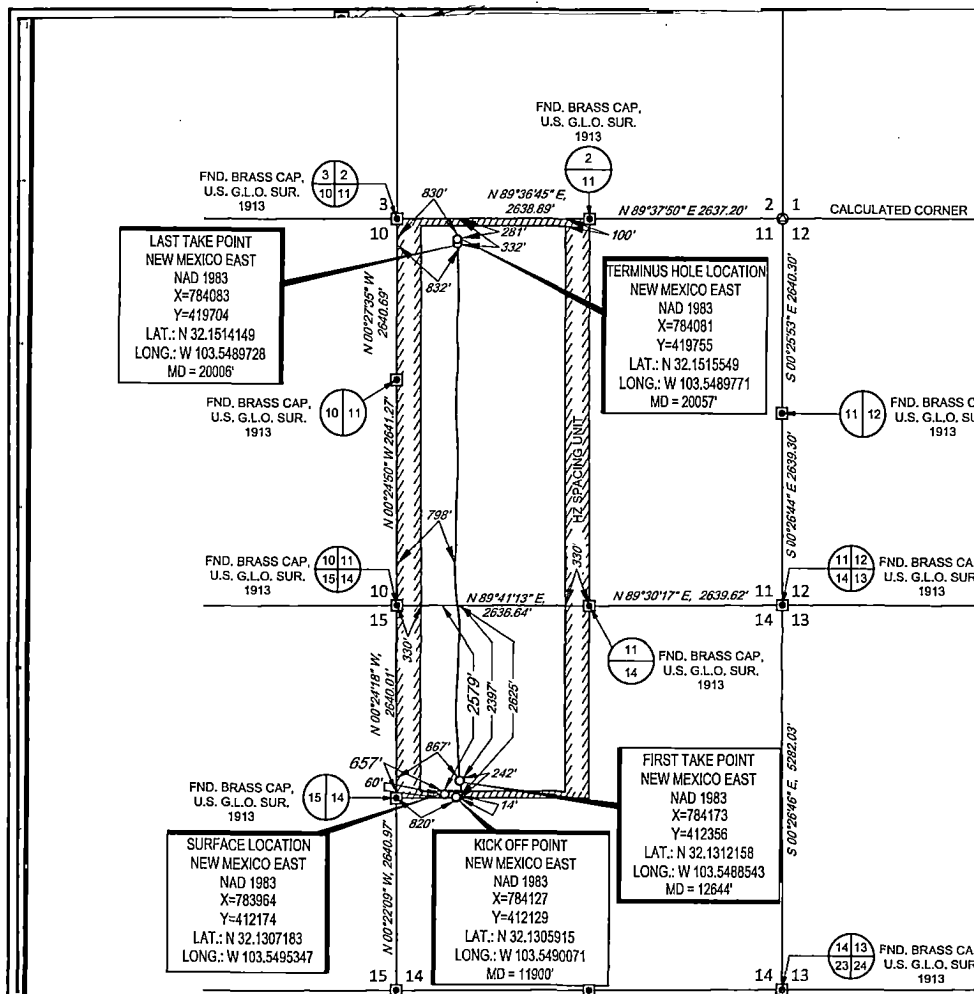 FND. BRASS CAP,
U.S. G.L.O. SUR.
1913
2
11
FND. BRASS CAP,
U.S. G.L.O. SUR.
1913
3 2
10 11
3
10
830'
N 89°36'45" E,
2638.89'
N 89°37'50" E 2637.20'
2 1
11 12
CALCULATED CORNER
281'
332'
100'
832'
LAST TAKE POINT
NEW MEXICO EAST
NAD 1983
X=784083
Y=419704
LAT.: N 32.1514149
LONG.: W 103.5489728
MD = 20006'
TERMINUS HOLE LOCATION
NEW MEXICO EAST
NAD 1983
X=784081
Y=419755
LAT.: N 32.1515549
LONG.: W 103.5489771
MD = 20057'
N 00°27'35" W
2640.69'
S 00°25'53" E 2640.30'
FND. BRASS CAP,
U.S. G.L.O. SUR.
1913
10 11
11 12
FND. BRASS CA
U.S. G.L.O. SU
1913
N 00°24'50" W 2641.27'
HZ SPACING UNIT
S 00°26'44" E 2639.30'
798'
FND. BRASS CAP,
U.S. G.L.O. SUR.
1913
10 11
15 14
10
15
N 89°41'13" E,
2636.64'
330'
N 89°30'17" E, 2639.62'
11 12
14 13
11 12
14 13
FND. BRASS CA
U.S. G.L.O. SUR
1913
330'
11
14
FND. BRASS CAP,
U.S. G.L.O. SUR.
1913
N 00°24'18" W,
2640.01'
2579'
2397'
2625'
S 00°26'46" E, 5282.03'
867'
657'
60'
242'
14'
820'
FND. BRASS CAP,
U.S. G.L.O. SUR.
1913
15 14
FIRST TAKE POINT
NEW MEXICO EAST
NAD 1983
X=784173
Y=412356
LAT.: N 32.1312158
LONG.: W 103.5488543
MD = 12644'
SURFACE LOCATION
NEW MEXICO EAST
NAD 1983
X=783964
Y=412174
LAT.: N 32.1307183
LONG.: W 103.5495347
N 00°22'09" W, 2640.97'
KICK OFF POINT
NEW MEXICO EAST
NAD 1983
X=784127
Y=412129
LAT.: N 32.1305915
LONG.: W 103.5490071
MD = 11900'
15 14
14 13
14 13
23 24
FND. BRASS CA
U.S. G.L.O. SUR
1913